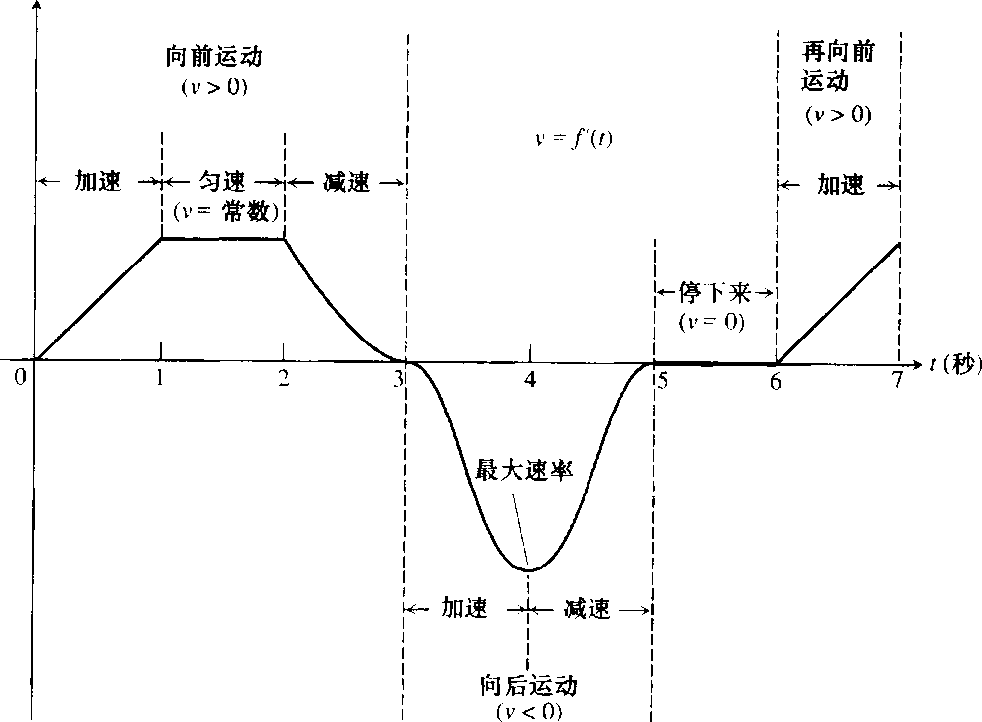 向前运动
(v > 0)
再向前
运动
(v > 0)
v = f′(t)
加速
匀速
(v = 常数)
减速
加速
停下来
(v = 0)
0
1
2
3
4
5
6
7
t (秒)
最大速率
加速
减速
向后运动
(v < 0)